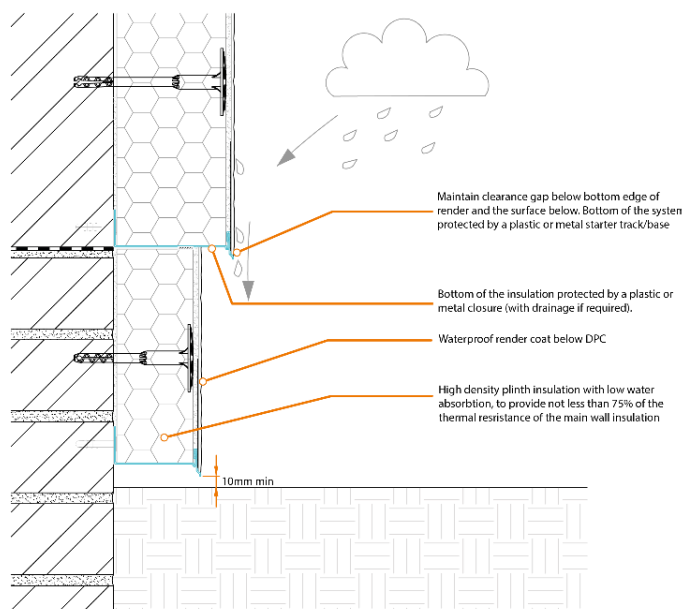 Maintain clearance gap below bottom edge of
render and the surface below. Bottom of the system
protected by a plastic or metal starter track/base
Bottom of the insulation protected by a plastic or
metal closure (with drainage if required).
Waterproof render coat below DPC
High density plinth insulation with low water
absorbtion, to provide not less than 75% of the
thermal resristance of the main wall insulation
10mm min